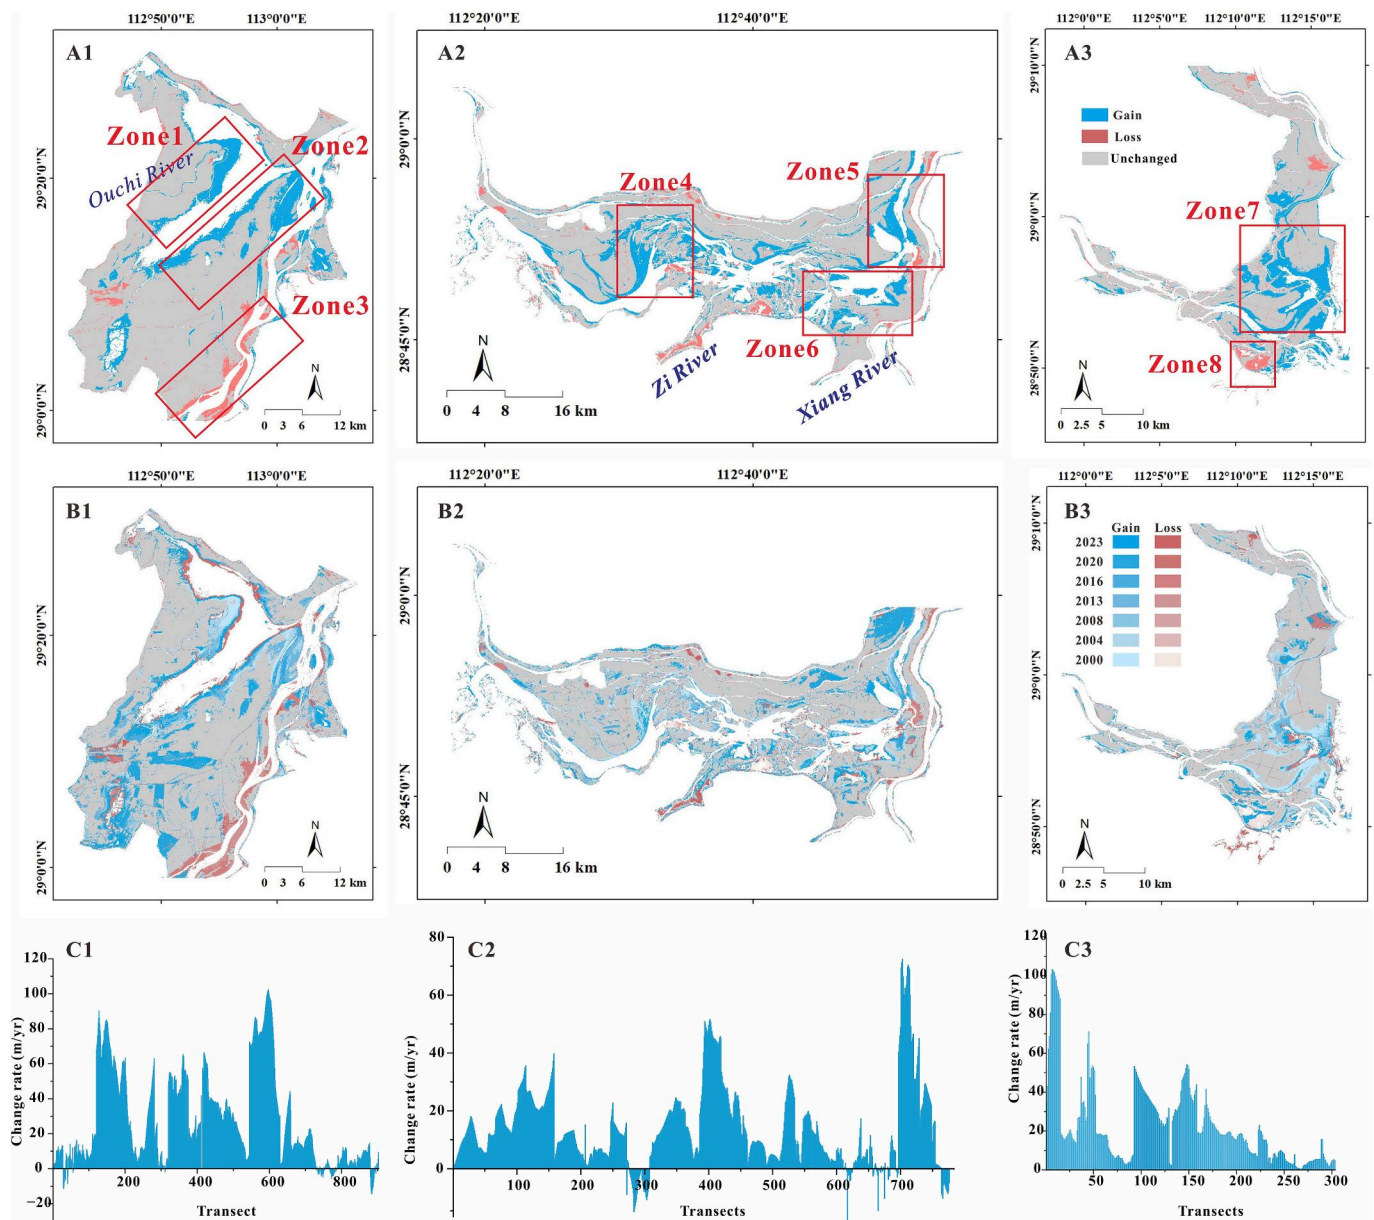 112°50'0"E 113°0'0"E
A1
Zone1
Zone2
Ouchi River
Zone3
29°20'0"N
29°0'0"N
N
0 3 6 12 km
112°20'0"E 112°40'0"E
A2
Zone4
Zone5
Zone6
Zi River
Xiang River
29°0'0"N
28°45'0"N
N
0 4 8 16 km
112°0'0"E 112°5'0"E 112°10'0"E 112°15'0"E
A3
Gain
Loss
Unchanged
Zone7
Zone8
29°10'0"N
29°0'0"N
28°50'0"N
N
0 2.5 5 10 km
112°50'0"E 113°0'0"E
B1
29°20'0"N
29°0'0"N
N
0 3 6 12 km
112°20'0"E 112°40'0"E
B2
29°0'0"N
28°45'0"N
N
0 4 8 16 km
112°0'0"E 112°5'0"E 112°10'0"E 112°15'0"E
B3
Gain Loss
2023
2020
2016
2013
2008
2004
2000
29°10'0"N
29°0'0"N
28°50'0"N
N
0 2.5 5 10 km
C1
Change rate (m/yr)
120
100
80
60
40
20
0
−20
200 400 600 800
Transect
C2
Change rate (m/yr)
80
60
40
20
0
100 200 300 400 500 600 700
Transects
C3
Change rate (m/yr)
120
100
80
60
40
20
0
50 100 150 200 250 300
Transects